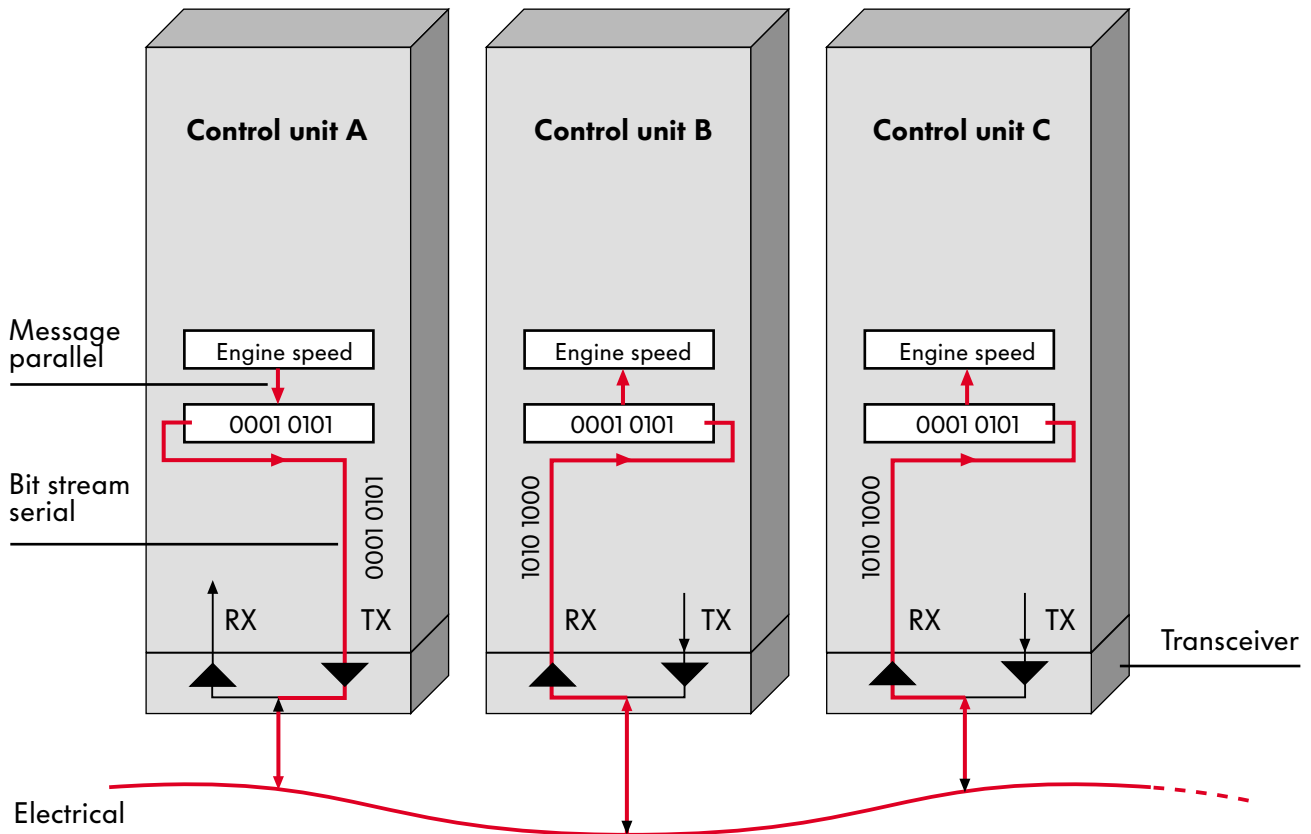 Control unit A
Control unit B
Control unit C
Message
parallel
Engine speed
Engine speed
Engine speed
0001 0101
0001 0101
0001 0101
Bit stream
serial
0001 0101
1010 1000
1010 1000
RX
TX
RX
TX
RX
TX
Transceiver
Electrical